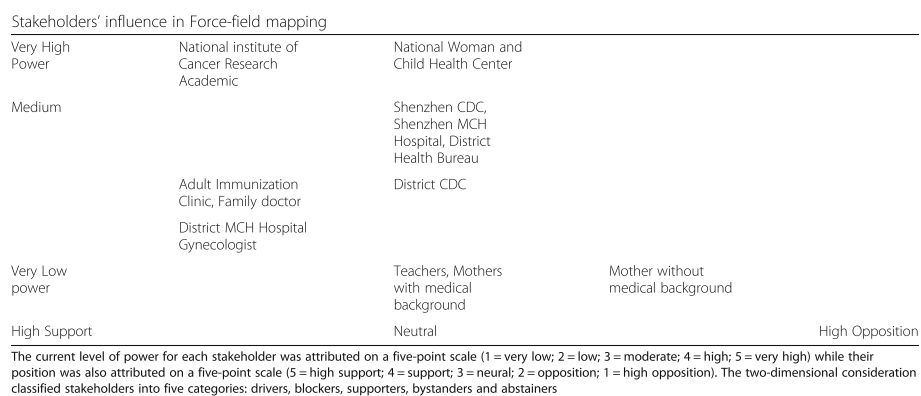 Stakeholders' influence in Force-field mapping
Very High National institute of National Woman and
Power Cancer Research Child Health Center
Academic
Medium Shenzhen CDC,
Shenzhen MCH
Hospital, District
Health Bureau
Adult Immunization District CDC
Clinic, Family doctor
District MCH Hospital
Gynecologist
Very Low Teachers, Mothers Mother without
power with medical medical background
background
High Support Neutral High Opposition
The current level of power for each stakeholder was attributed on a five-point scale (1 = very low; 2 = low; 3 = moderate; 4 = high; 5 = very high) while their
position was also attributed on a five-point scale (5 = high support; 4 = support; 3 = neural; 2 = opposition; 1 = high opposition). The two-dimensional consideration
classified stakeholders into five categories: drivers, blockers, supporters, bystanders and abstainers